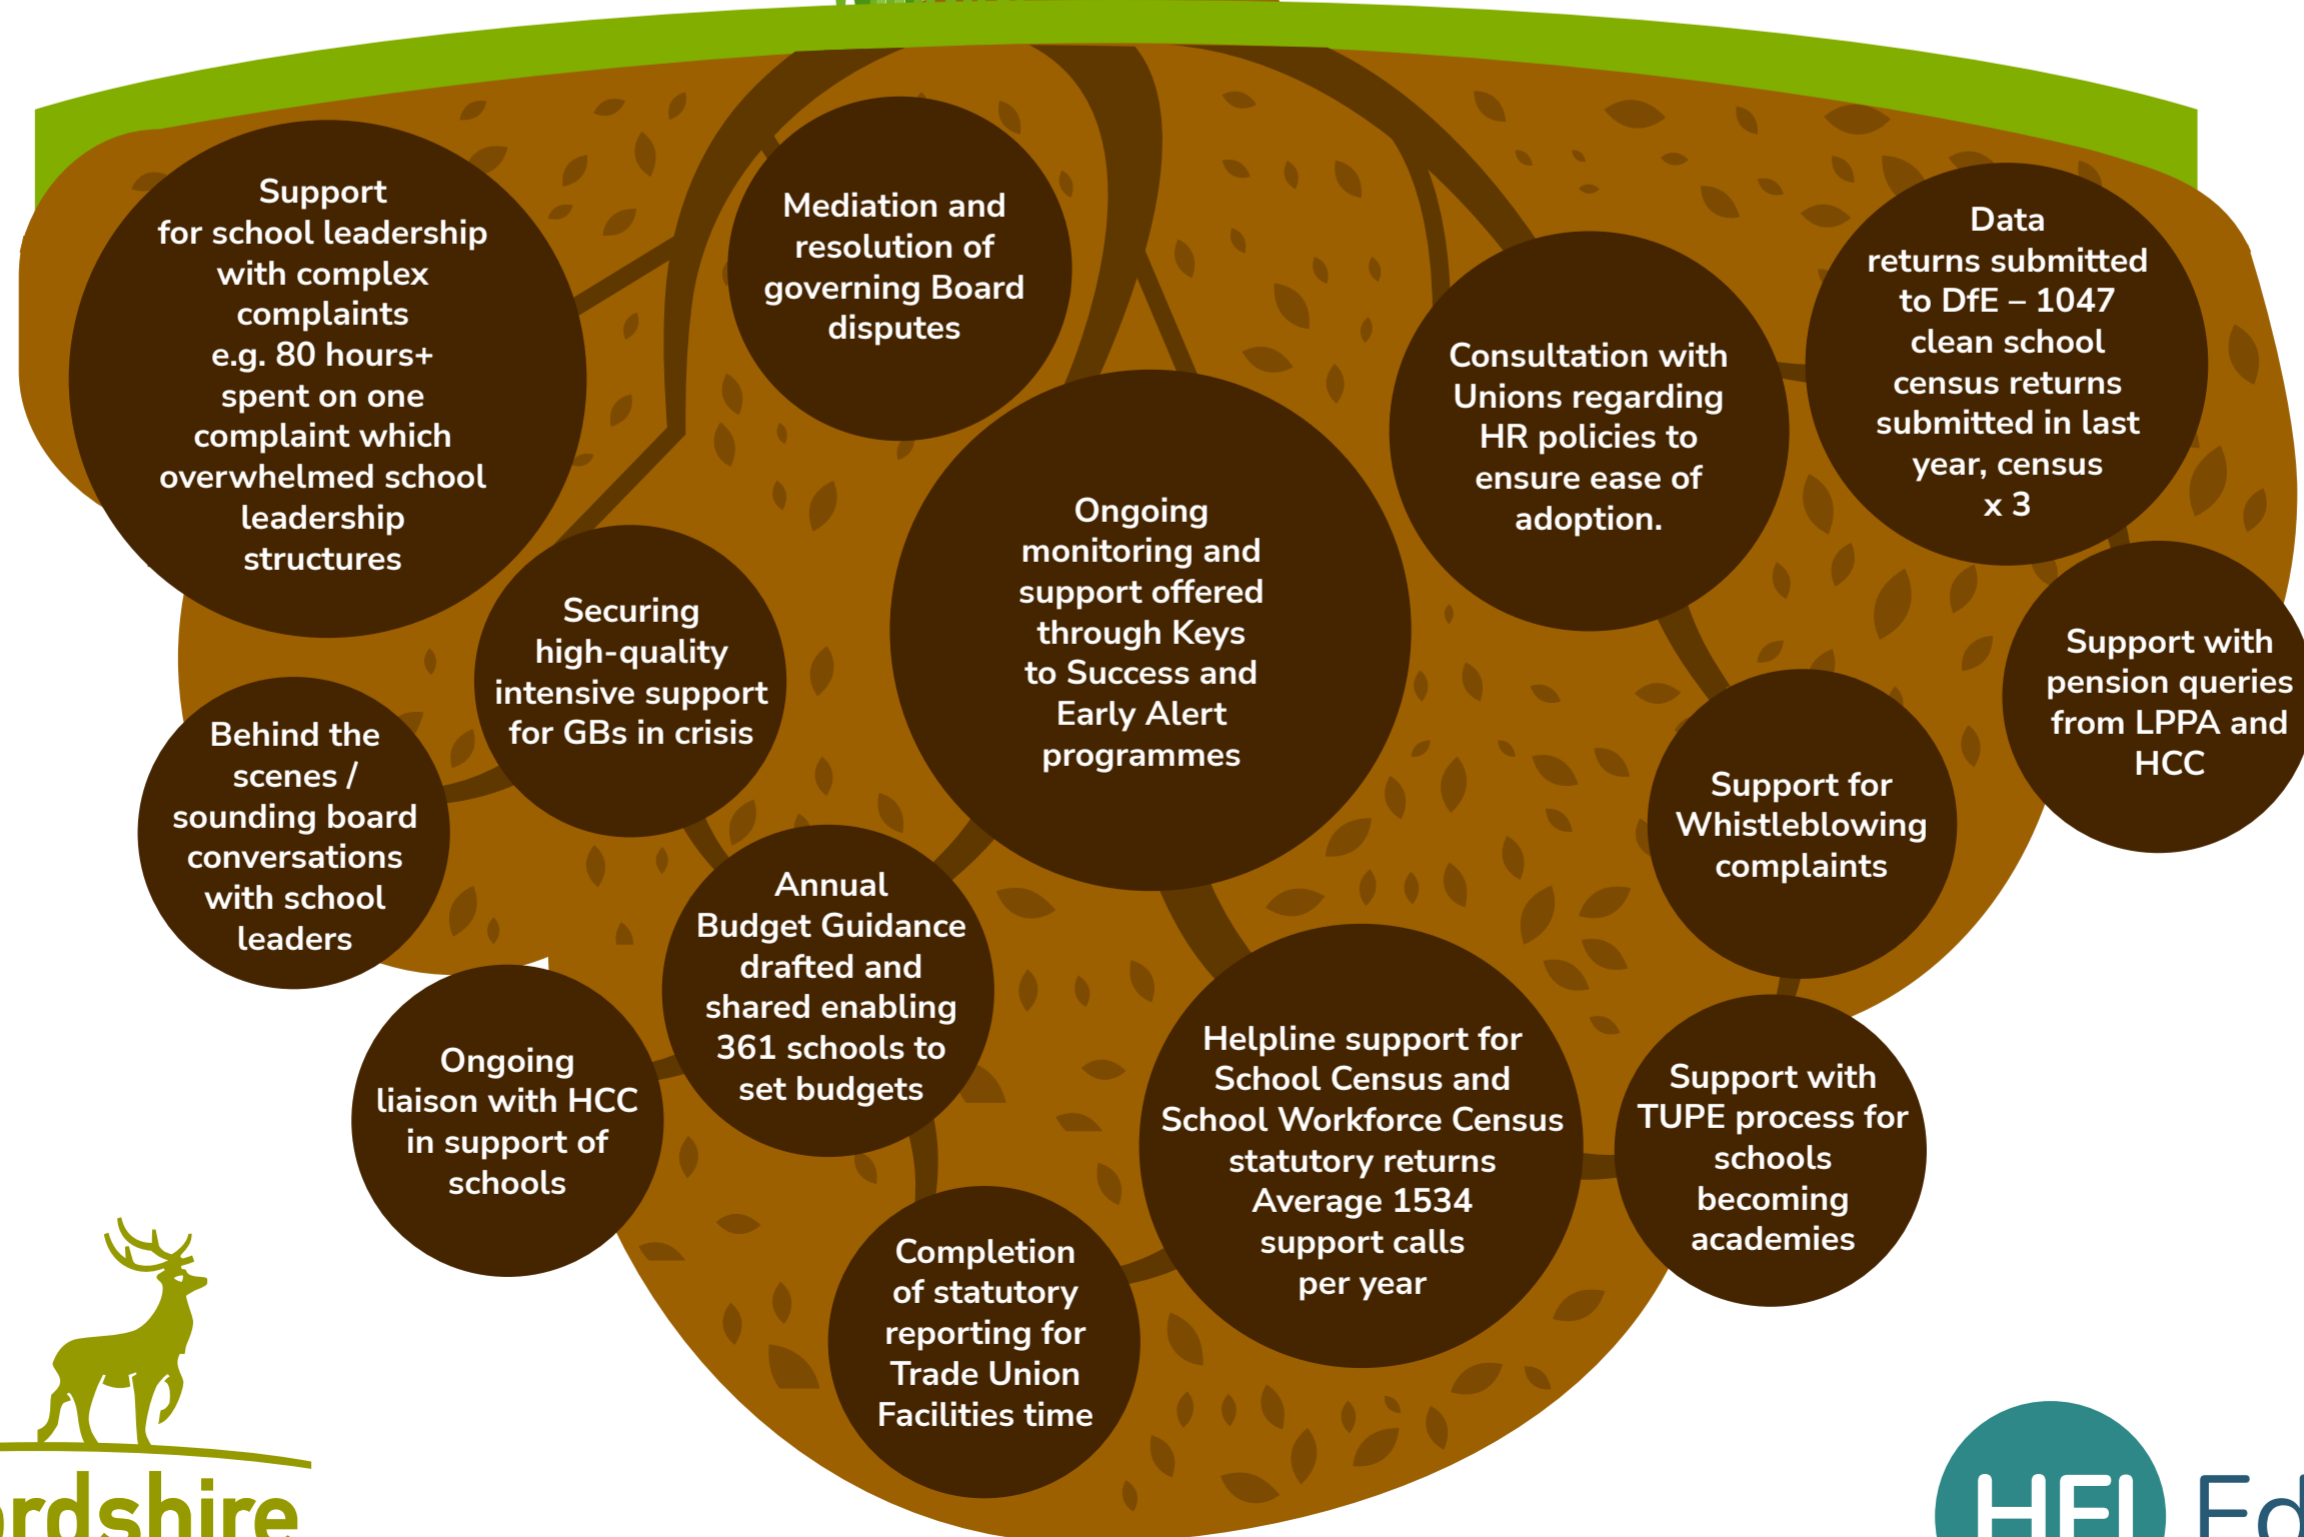 Support
for school leadership
with complex
complaints
e.g. 80 hours+
spent on one
complaint which
overwhelmed school
leadership
structures
Mediation and
resolution of
governing Board
disputes
Consultation with
Unions regarding
HR policies to
ensure ease of
adoption.
Data
returns submitted
to DfE – 1047
clean school
census returns
submitted in last
year, census
x 3
Ongoing
monitoring and
support offered
through Keys
to Success and
Early Alert
programmes
Securing
high-quality
intensive support
for GBs in crisis
Support with
pension queries
from LPPA and
HCC
Behind the
scenes /
sounding board
conversations
with school
leaders
Support for
Whistleblowing
complaints
Annual
Budget Guidance
drafted and
shared enabling
361 schools to
set budgets
Ongoing
liaison with HCC
in support of
schools
Helpline support for
School Census and
School Workforce Census
statutory returns
Average 1534
support calls
per year
Support with
TUPE process for
schools
becoming
academies
Completion
of statutory
reporting for
Trade Union
Facilities time
rdshire
HFL Ed